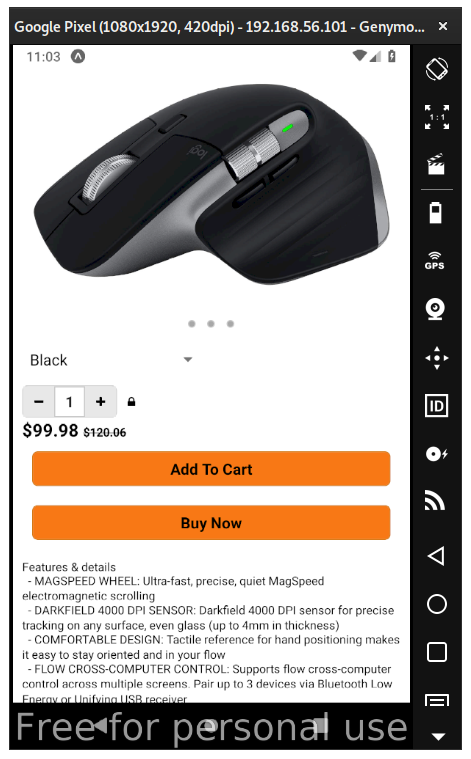 Google Pixel (1080x1920, 420dpi) - 192.168.56.101 - Genymo... ×
11:03
logi
Black
− 1 +
$99.98 $120.06
Add To Cart
Buy Now
Features & details
- MAGSPEED WHEEL: Ultra-fast, precise, quiet MagSpeed
electromagnetic scrolling
- DARKFIELD 4000 DPI SENSOR: Darkfield 4000 DPI sensor for precise
tracking on any surface, even glass (up to 4mm in thickness)
- COMFORTABLE DESIGN: Tactile reference for hand positioning makes
it easy to stay oriented and in your flow
- FLOW CROSS-COMPUTER CONTROL: Supports flow cross-computer
control across multiple screens. Pair up to 3 devices via Bluetooth Low
Energy or Unifying USB receiver
Free for personal use
1:1
GPS
ID